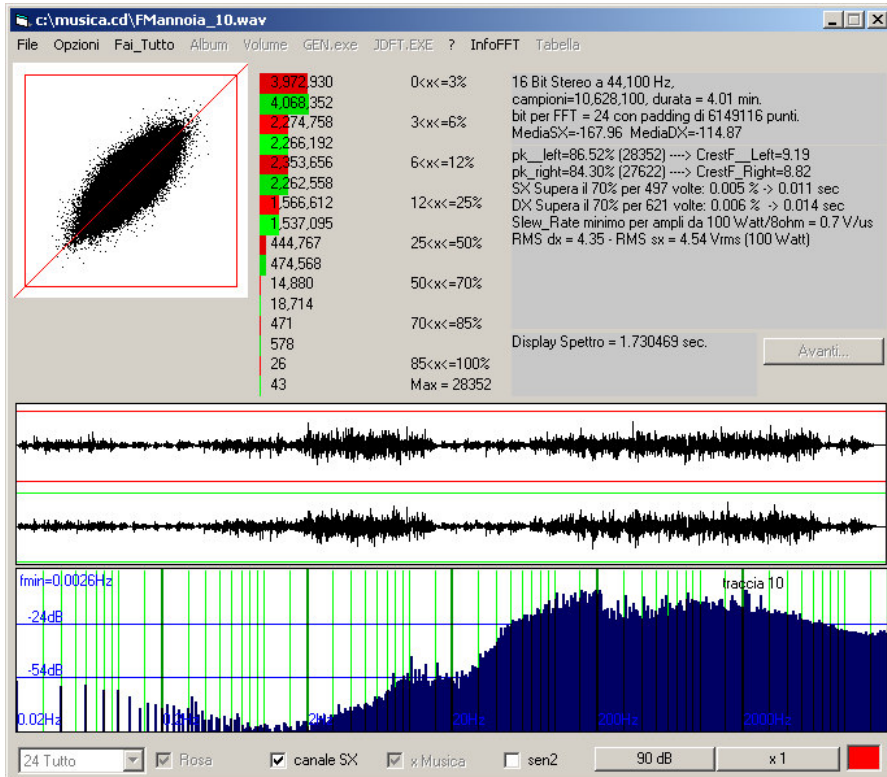 c:\musica.cd\FMannoia_10.wav
File Opzioni Fai_Tutto Album Volume GEN.exe JDFT.EXE ? InfoFFT Tabella
3,972,930 0<x<=3%
4,068,352
2,274,758 3<x<=6%
2,266,192
2,353,656 6<x<=12%
2,262,558
1,566,612 12<x<=25%
1,537,095
444,767 25<x<=50%
474,568
14,880 50<x<=70%
18,714
471 70<x<=85%
578
26 85<x<=100%
43 Max = 28352
16 Bit Stereo a 44,100 Hz,
campioni=10,628,100, durata = 4.01 min.
bit per FFT = 24 con padding di 6149116 punti.
MediaSX=-167.96 MediaDX=-114.87
pk__left=86.52% (28352) ----> CrestF__Left=9.19
pk_right=84.30% (27622) ----> CrestF_Right=8.82
SX Supera il 70% per 497 volte: 0.005 % -> 0.011 sec
DX Supera il 70% per 621 volte: 0.006 % -> 0.014 sec
Slew_Rate minimo per ampli da 100 Watt/8ohm = 0.7 V/us
RMS dx = 4.35 - RMS sx = 4.54 Vrms (100 Watt)
Display Spettro = 1.730469 sec.
Avanti...
fmin=0.0026Hz
traccia 10
-24dB
-54dB
0.02Hz 0.2Hz 2Hz 20Hz 200Hz 2000Hz
24 Tutto Rosa canale SX x Musica sen2 90 dB x 1